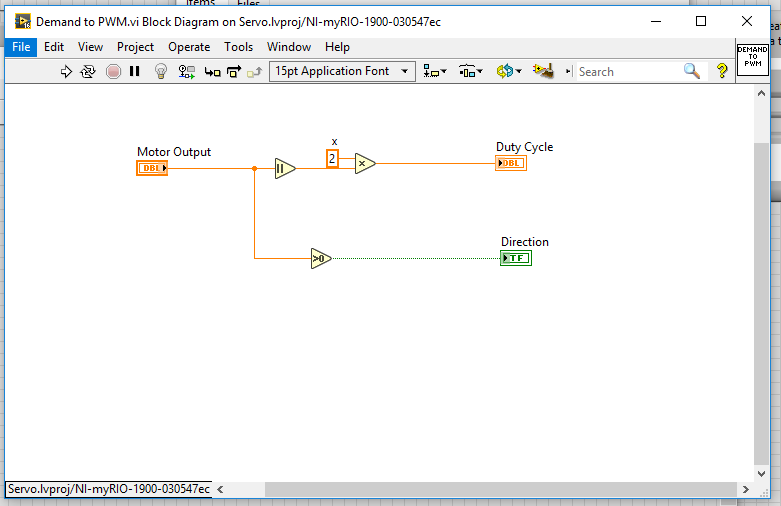 Items
Files
Demand to PWM.vi Block Diagram on Servo.lvproj/NI-myRIO-1900-030547ec
File Edit View Project Operate Tools Window Help
15pt Application Font
Search
?
DEMAND
TO
PWM
x
Motor Output
2
Duty Cycle
DBL
×
DBL
Direction
>0
TF
Servo.lvproj/NI-myRIO-1900-030547ec